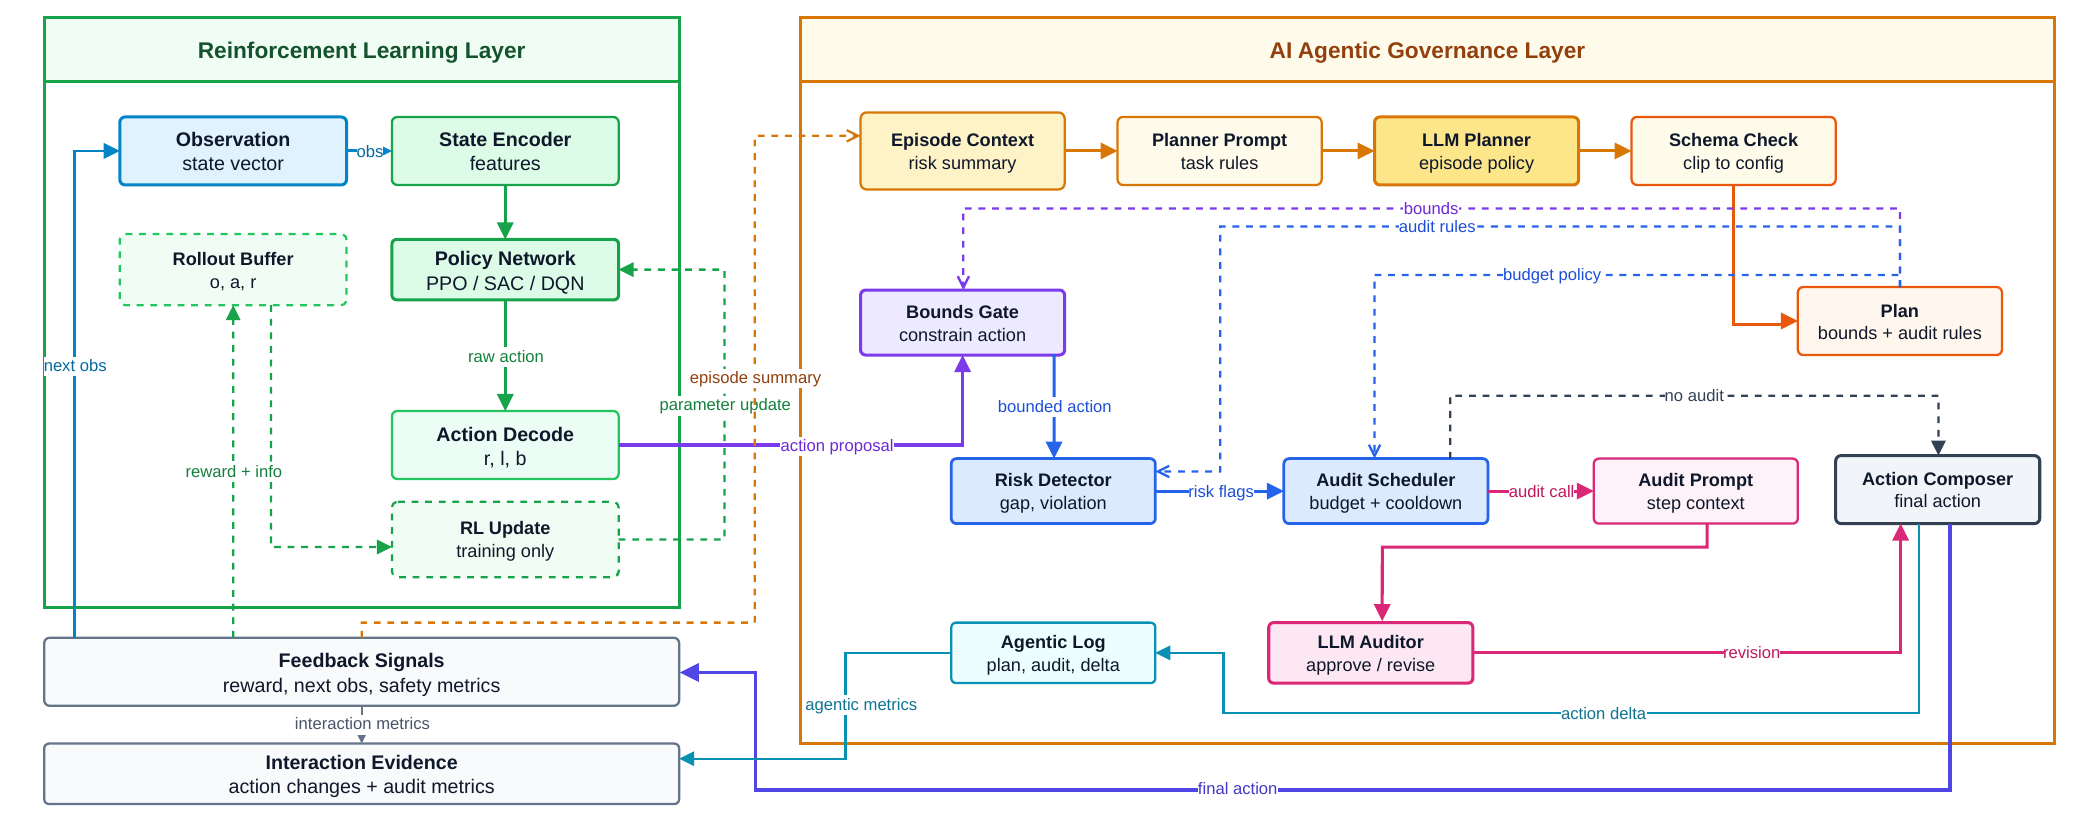 Reinforcement Learning Layer
AI Agentic Governance Layer
Observation
state vector
obs
State Encoder
features
Episode Context
risk summary
Planner Prompt
task rules
LLM Planner
episode policy
Schema Check
clip to config
bounds
audit rules
Rollout Buffer
o, a, r
Policy Network
PPO / SAC / DQN
budget policy
Bounds Gate
constrain action
Plan
bounds + audit rules
next obs
raw action
episode summary
parameter update
bounded action
no audit
Action Decode
r, l, b
action proposal
reward + info
Risk Detector
gap, violation
risk flags
Audit Scheduler
budget + cooldown
audit call
Audit Prompt
step context
Action Composer
final action
RL Update
training only
Feedback Signals
reward, next obs, safety metrics
Agentic Log
plan, audit, delta
LLM Auditor
approve / revise
revision
agentic metrics
action delta
interaction metrics
Interaction Evidence
action changes + audit metrics
final action